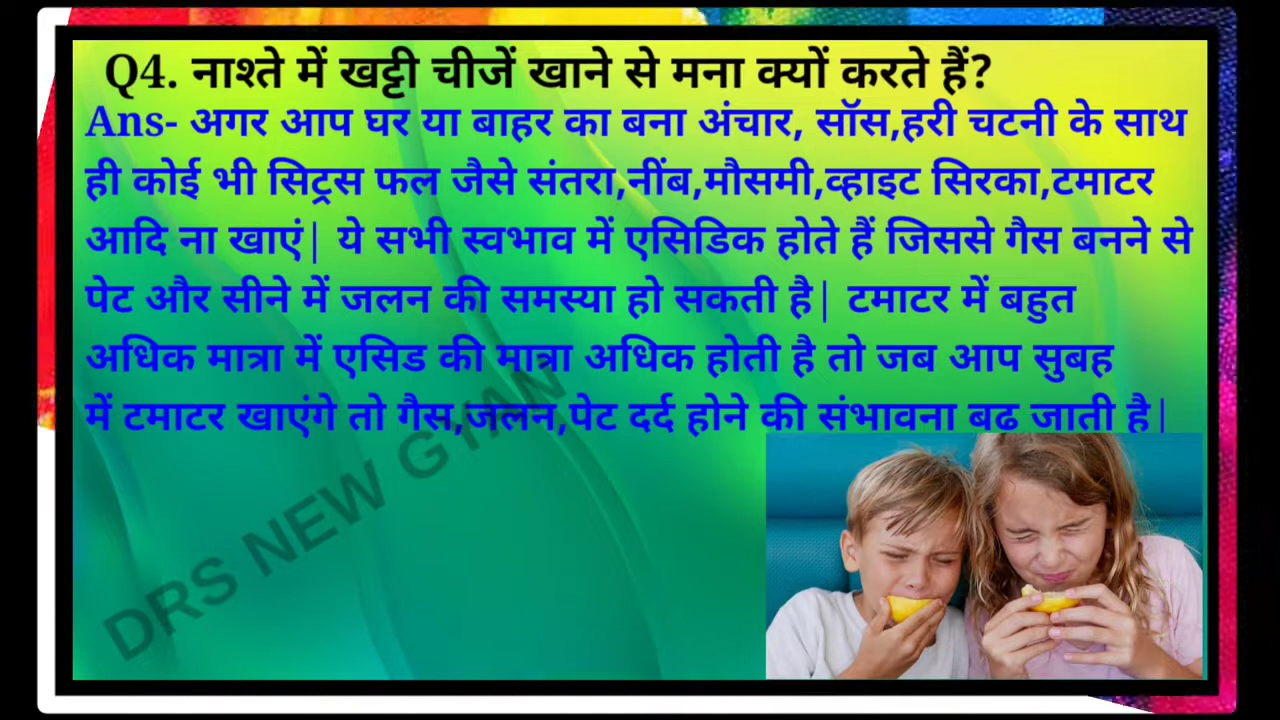 Q4. नाश्ते में खट्टी चीजें खाने से मना क्यों करते हैं?
Ans- अगर आप घर या बाहर का बना अंचार, सॉस,हरी चटनी के साथ
ही कोई भी सिट्रस फल जैसे संतरा,नींब,मौसमी,व्हाइट सिरका,टमाटर
आदि ना खाएं| ये सभी स्वभाव में एसिडिक होते हैं जिससे गैस बनने से
पेट और सीने में जलन की समस्या हो सकती है| टमाटर में बहुत
अधिक मात्रा में एसिड की मात्रा अधिक होती है तो जब आप सुबह
में टमाटर खाएंगे तो गैस,जलन,पेट दर्द होने की संभावना बढ़ जाती है|
DRS NEW GYAN